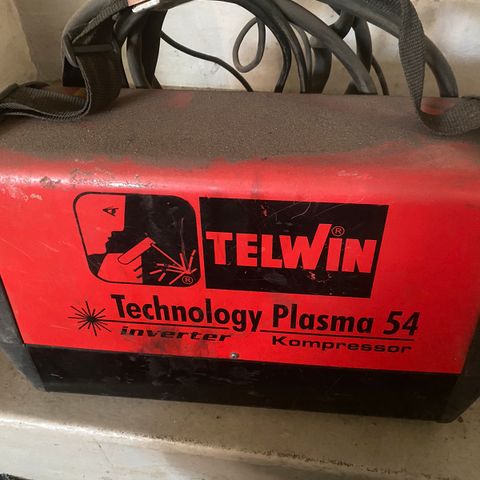 TELWIN®
®
Technology Plasma 54
inverter Kompressor